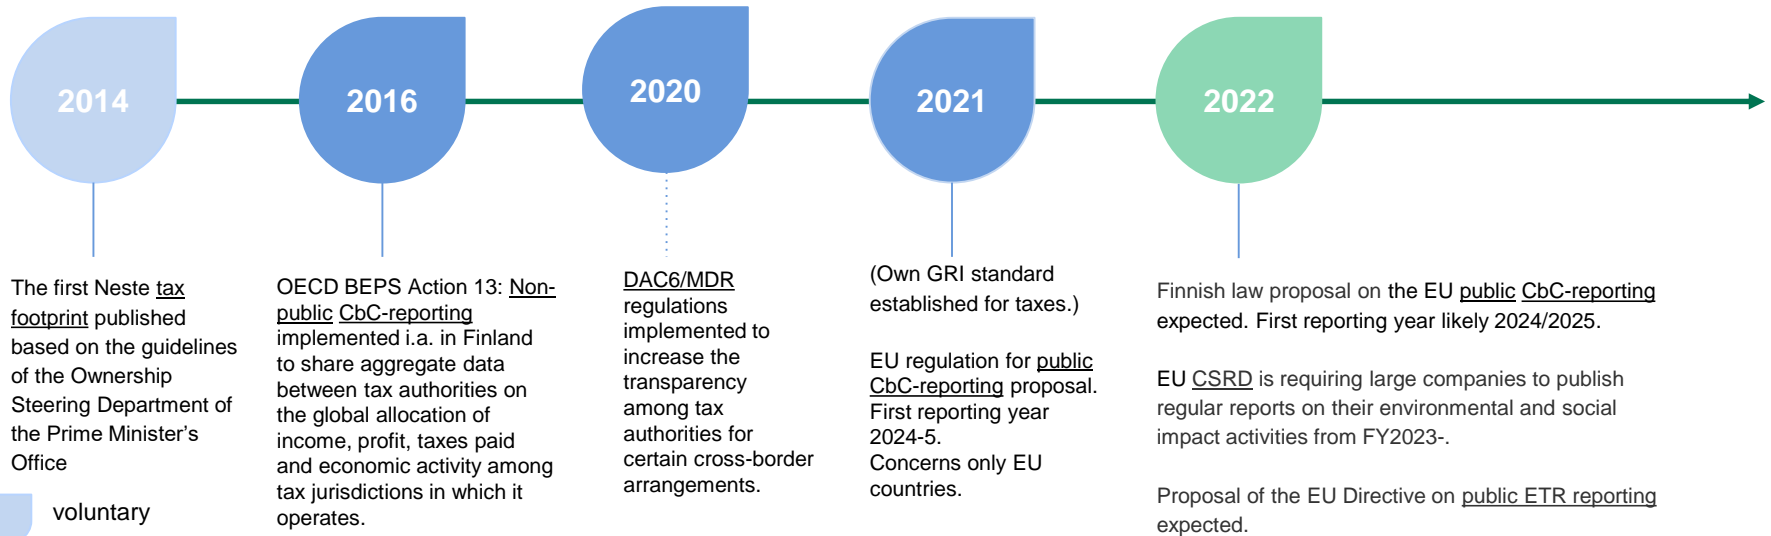 2014
2016
2020
2021
2022
The first Neste tax
footprint published
based on the guidelines
of the Ownership
Steering Department of
the Prime Minister's
Office
voluntary
OECD BEPS Action 13: Non-
public CbC-reporting
implemented i.a. in Finland
to share aggregate data
between tax authorities on
the global allocation of
income, profit, taxes paid
and economic activity among
tax jurisdictions in which it
operates.
DAC6/MDR
regulations
implemented to
increase the
transparency
among tax
authorities for
certain cross-border
arrangements.
(Own GRI standard
established for taxes.)
EU regulation for public
CbC-reporting proposal.
First reporting year
2024-5.
Concerns only EU
countries.
Finnish law proposal on the EU public CbC-reporting
expected. First reporting year likely 2024/2025.
EU CSRD is requiring large companies to publish
regular reports on their environmental and social
impact activities from FY2023-.
Proposal of the EU Directive on public ETR reporting
expected.